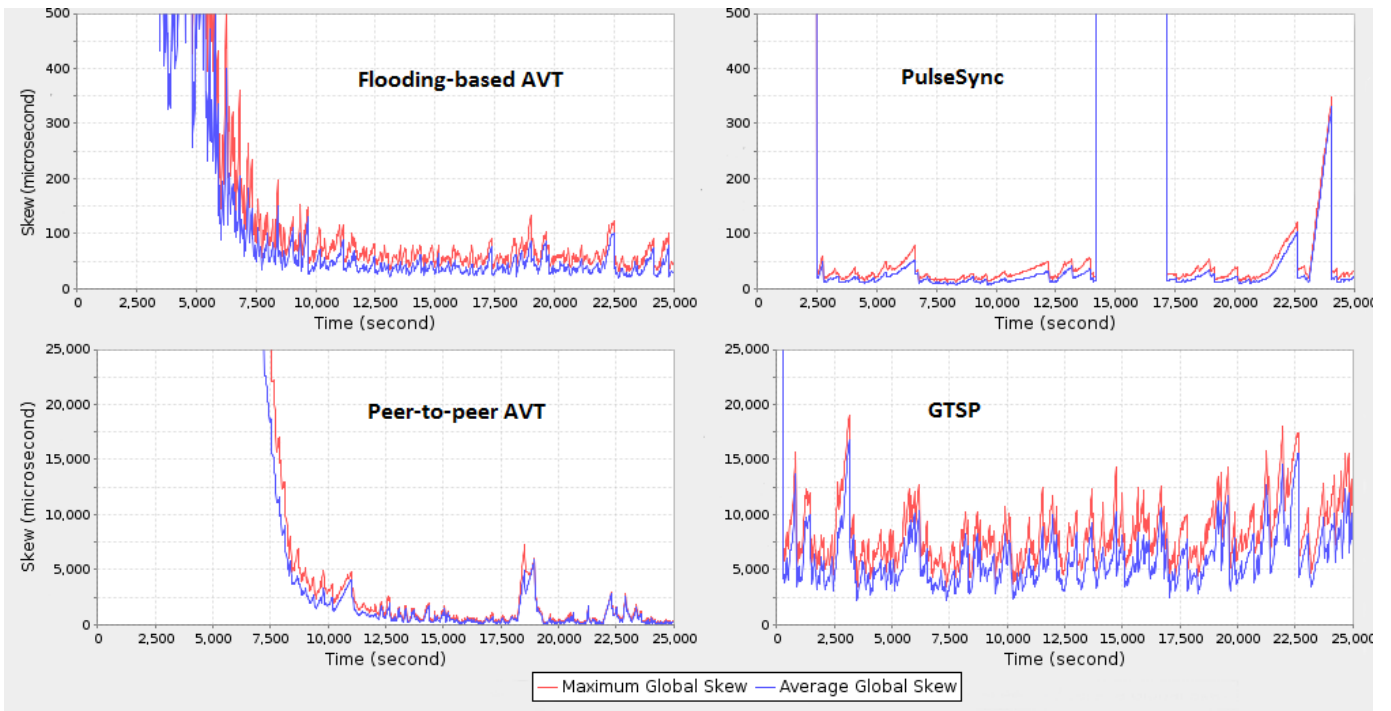 Flooding-based AVT
Skew (microsecond)
500
400
300
200
100
0
0 2,500 5,000 7,500 10,000 12,500 15,000 17,500 20,000 22,500 25,000
Time (second)
PulseSync
500
400
300
200
100
0
0 2,500 5,000 7,500 10,000 12,500 15,000 17,500 20,000 22,500 25,000
Time (second)
Peer-to-peer AVT
Skew (microsecond)
25,000
20,000
15,000
10,000
5,000
0
0 2,500 5,000 7,500 10,000 12,500 15,000 17,500 20,000 22,500 25,000
Time (second)
GTSP
25,000
20,000
15,000
10,000
5,000
0
0 2,500 5,000 7,500 10,000 12,500 15,000 17,500 20,000 22,500 25,000
Time (second)
Maximum Global Skew Average Global Skew